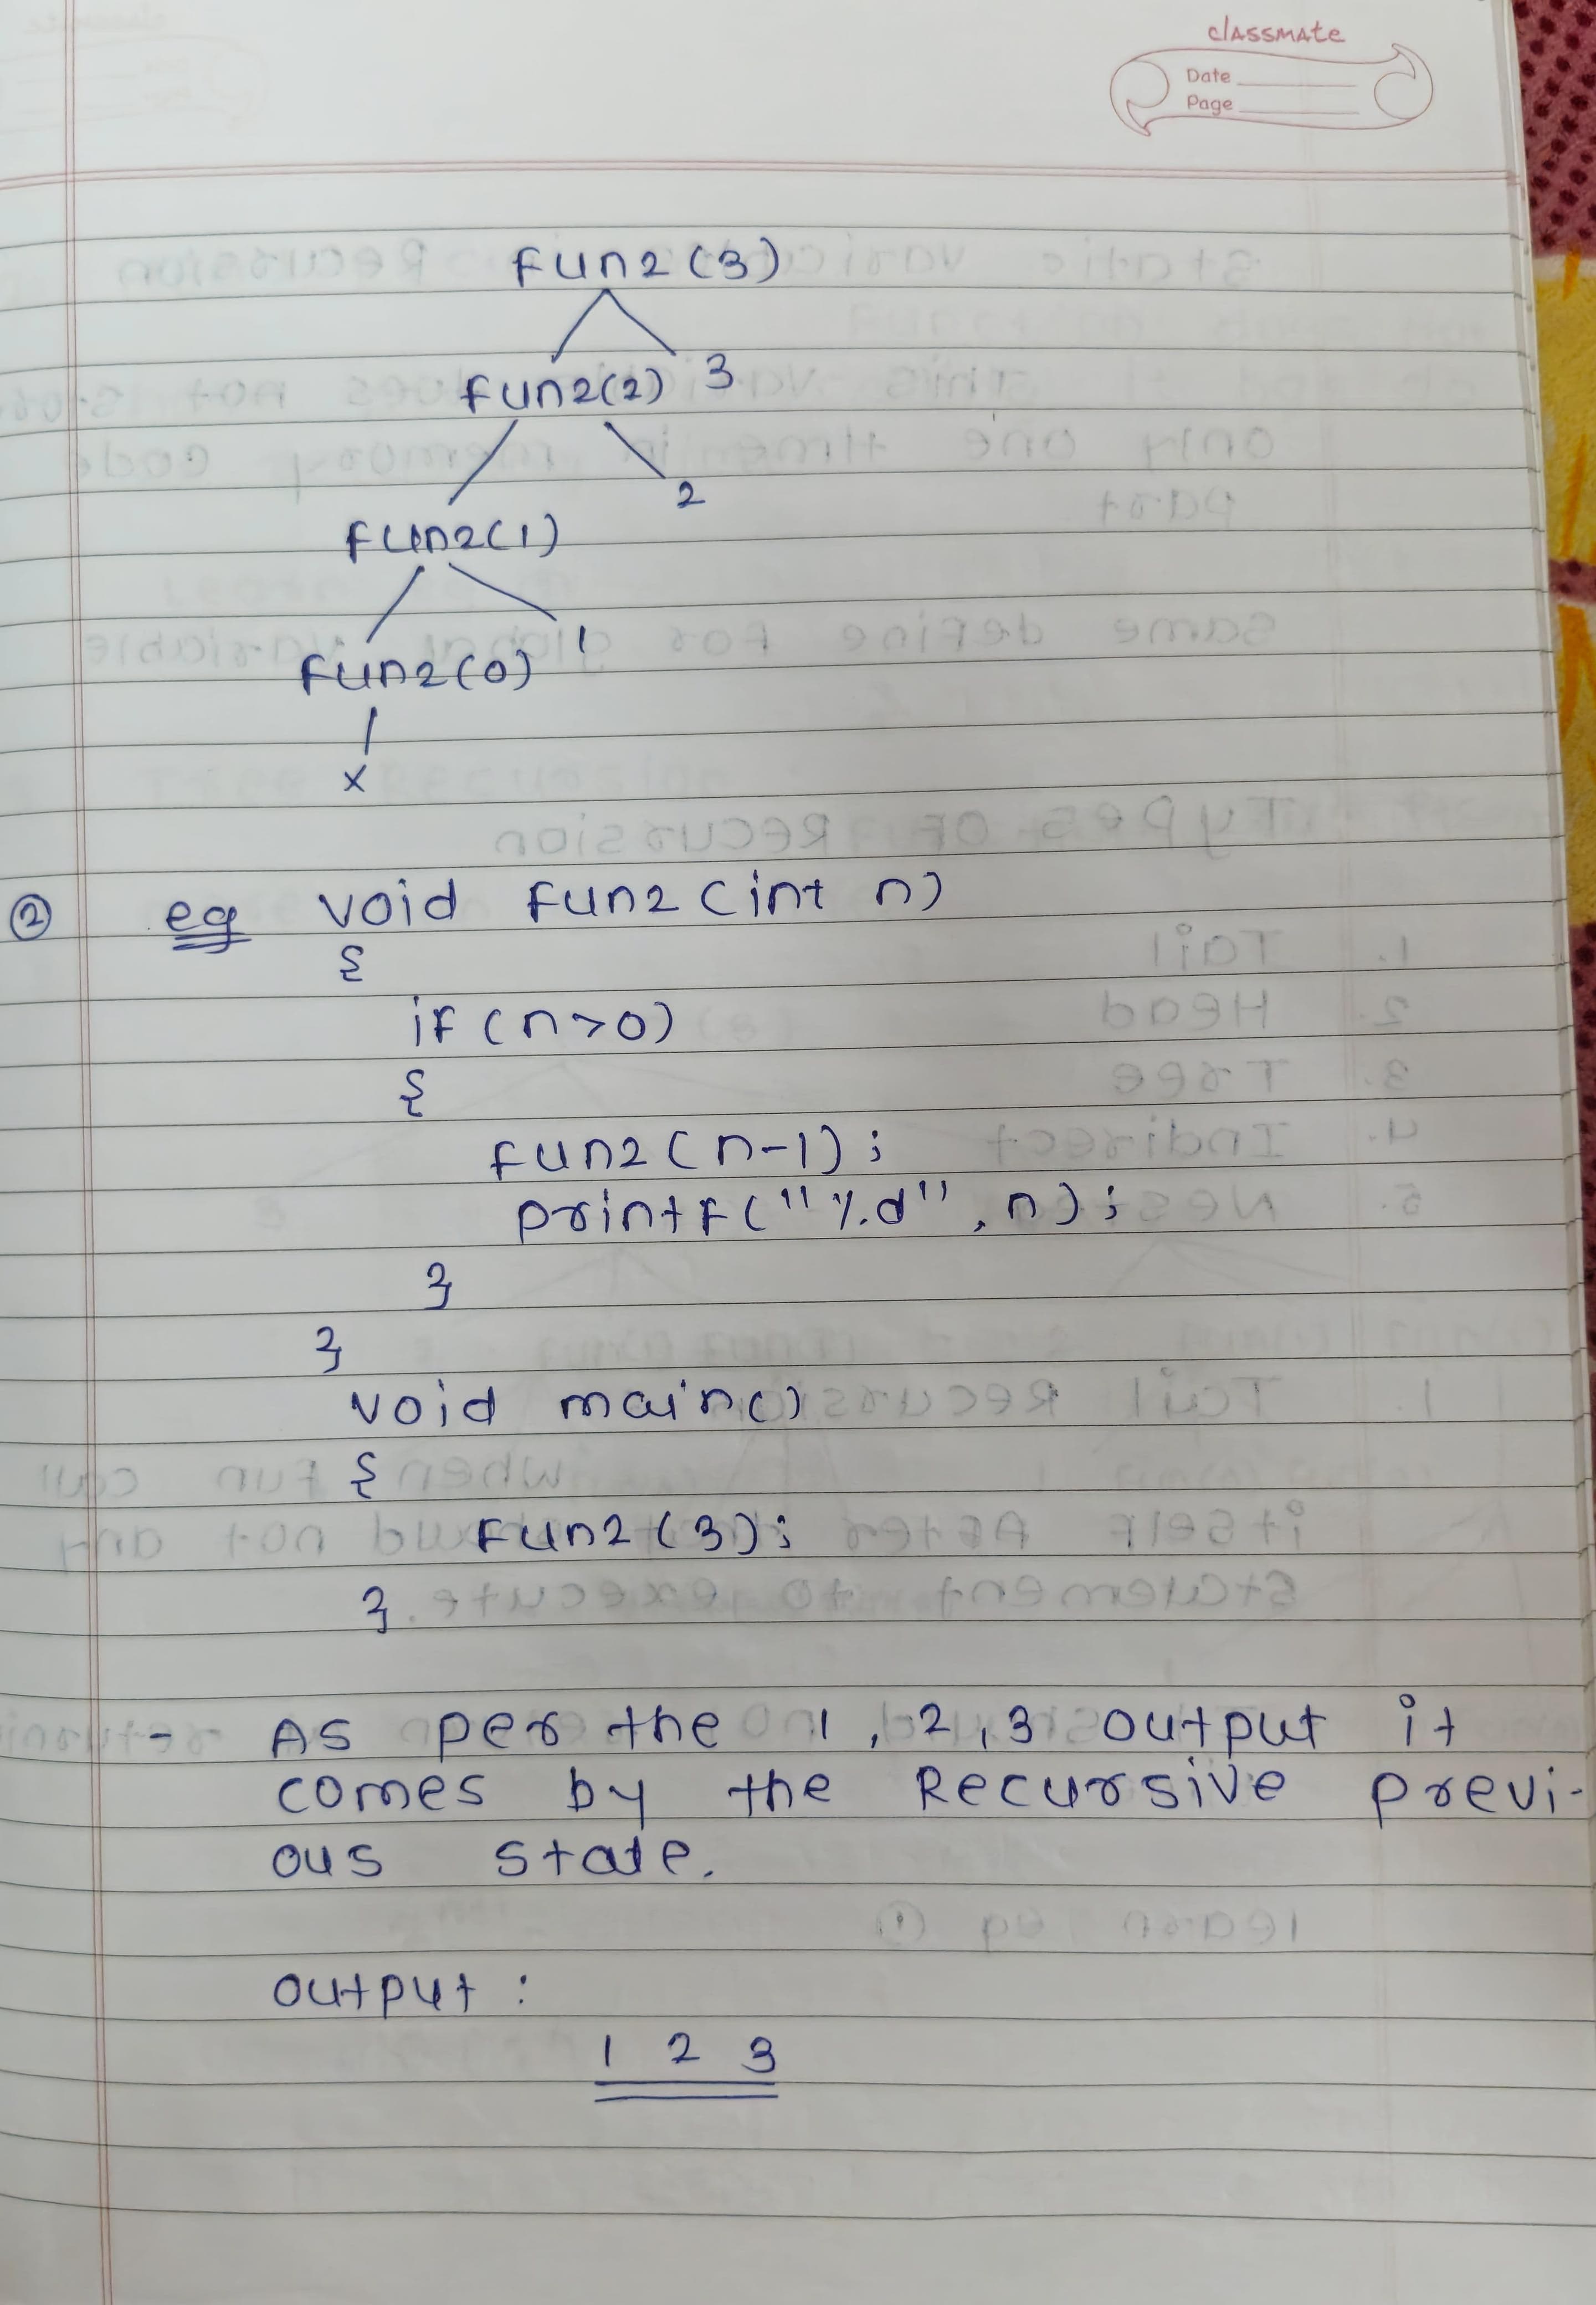 classmate
Date
Page
fun2(3)
fun2(2) 3
2
fun2(1)
1
fun2(0)
x
② eg void fun2(int n)
{
if(n>0)
{
fun2(n-1);
printf("%d", n);
}
}
void main()
{
fun2(3);
}
- As per the 1, 2, 3 output it
comes by the Recursive previ-
ous state.
output :
1 2 3